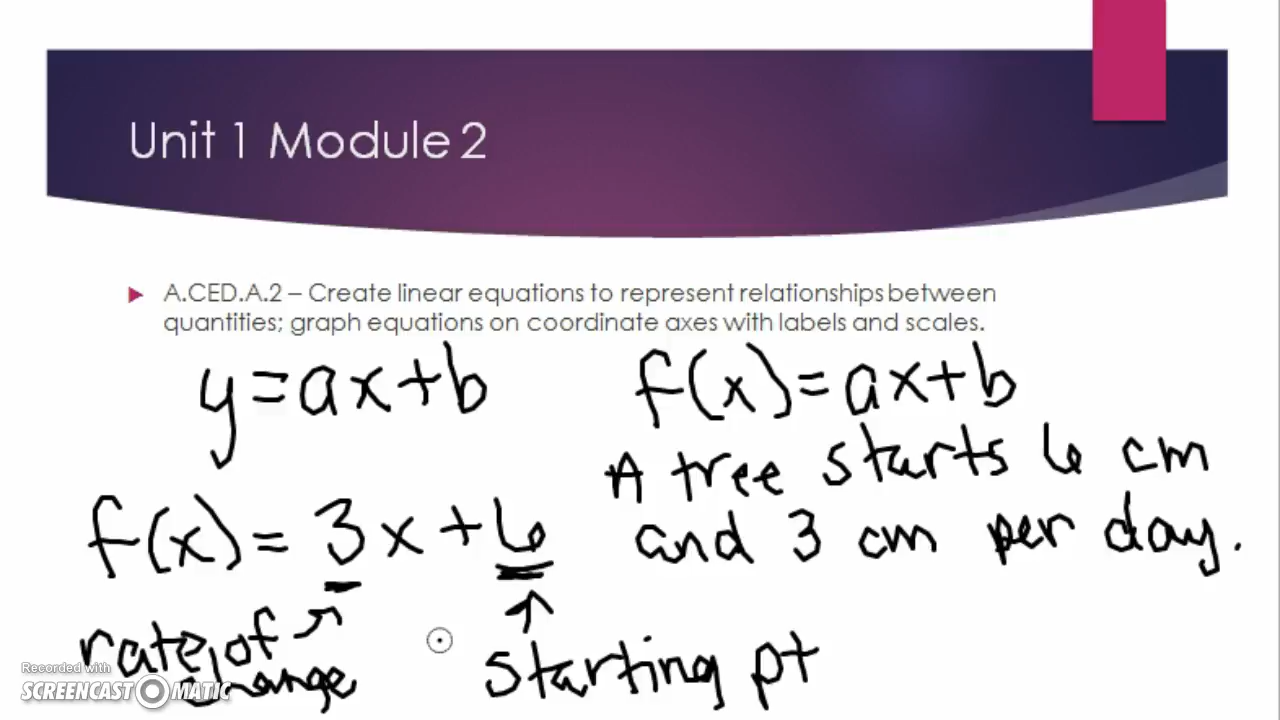 Unit 1 Module 2
A.CED.A.2 – Create linear equations to represent relationships between
quantities; graph equations on coordinate axes with labels and scales.
y=ax+b
f(x)=ax+b
A tree starts 6 cm
and 3 cm per day.
f(x)=3x+6
rate of
change
starting pt
Recorded with
SCREENCAST-O-MATIC